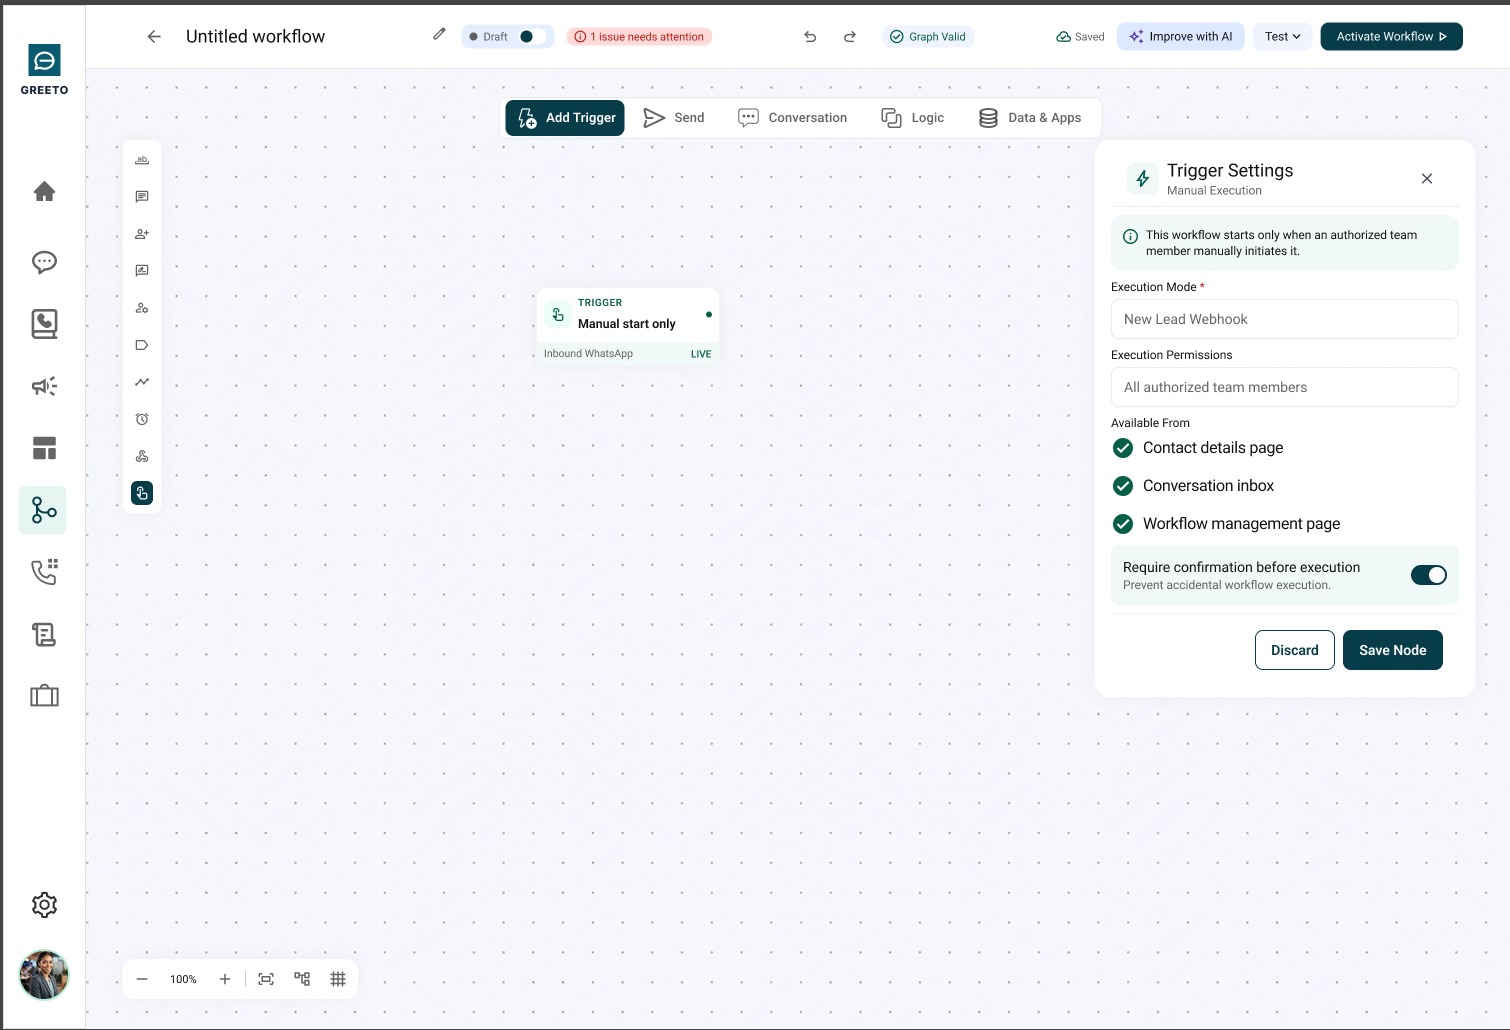 Untitled workflow
Draft
1 issue needs attention
Graph Valid
Saved
Improve with AI
Test
Activate Workflow
GREETO
Add Trigger
Send
Conversation
Logic
Data & Apps
ab
TRIGGER
Manual start only
Inbound WhatsApp
LIVE
Trigger Settings
Manual Execution
This workflow starts only when an authorized team
member manually initiates it.
Execution Mode *
New Lead Webhook
Execution Permissions
All authorized team members
Available From
Contact details page
Conversation inbox
Workflow management page
Require confirmation before execution
Prevent accidental workflow execution.
Discard
Save Node
100%